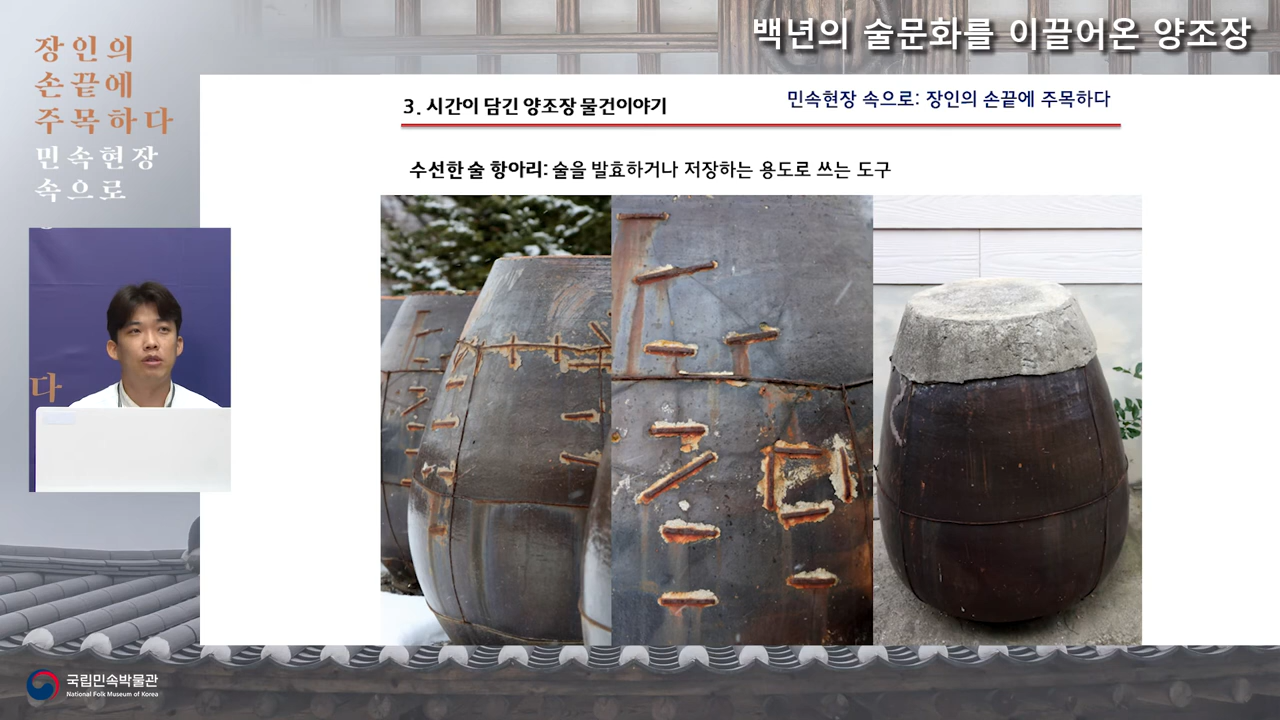 백년의 술문화를 이끌어온 양조장
장인의
손끝에
주목하다
민속현장
속으로
3. 시간이 담긴 양조장 물건이야기
민속현장 속으로: 장인의 손끝에 주목하다
수선한 술 항아리: 술을 발효하거나 저장하는 용도로 쓰는 도구
다
국립민속박물관
National Folk Museum of Korea